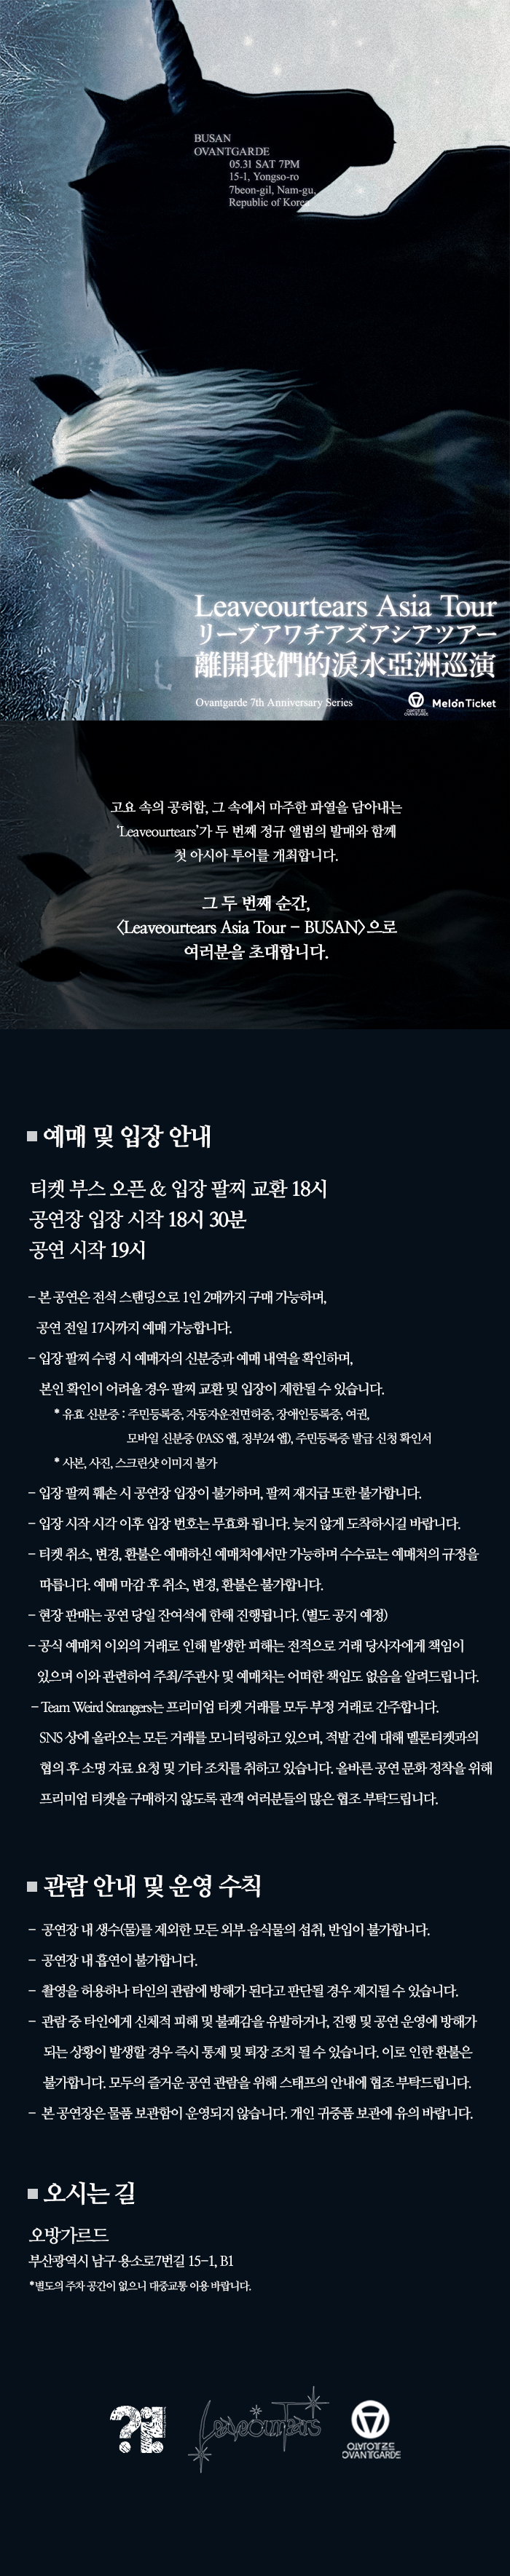 BUSAN
OVANTGARDE
05.31 SAT 7PM
15-1, Yongso-ro
7beon-gil, Nam-gu,
Republic of Korea
Leaveourtears Asia Tour
リーブアワチアズアシアツアー
離開我們的淚水亞洲巡演
Ovantgarde 7th Anniversary Series
OVANTGARDE
Melon Ticket
고요 속의 공허함, 그 속에서 마주한 파열을 담아내는
‘Leaveourtears’가 두 번째 정규 앨범의 발매와 함께
첫 아시아 투어를 개최합니다.
그 두 번째 순간,
<Leaveourtears Asia Tour – BUSAN>으로
여러분을 초대합니다.
■ 예매 및 입장 안내
티켓 부스 오픈 & 입장 팔찌 교환 18시
공연장 입장 시작 18시 30분
공연 시작 19시
– 본 공연은 전석 스탠딩으로 1인 2매까지 구매 가능하며,
공연 전일 17시까지 예매 가능합니다.
– 입장 팔찌 수령 시 예매자의 신분증과 예매 내역을 확인하며,
본인 확인이 어려울 경우 팔찌 교환 및 입장이 제한될 수 있습니다.
* 유효 신분증 : 주민등록증, 자동차운전면허증, 장애인등록증, 여권,
모바일 신분증 (PASS 앱, 정부24 앱), 주민등록증 발급 신청 확인서
* 사본, 사진, 스크린샷 이미지 불가
– 입장 팔찌 훼손 시 공연장 입장이 불가하며, 팔찌 재지급 또한 불가합니다.
– 입장 시작 시각 이후 입장 번호는 무효화 됩니다. 늦지 않게 도착하시길 바랍니다.
– 티켓 취소, 변경, 환불은 예매하신 예매처에서만 가능하며 수수료는 예매처의 규정을
따릅니다. 예매 마감 후 취소, 변경, 환불은 불가합니다.
– 현장 판매는 공연 당일 잔여석에 한해 진행됩니다. (별도 공지 예정)
– 공식 예매처 이외의 거래로 인해 발생한 피해는 전적으로 거래 당사자에게 책임이
있으며 이와 관련하여 주최/주관사 및 예매처는 어떠한 책임도 없음을 알려드립니다.
– Team Weird Strangers는 프리미엄 티켓 거래를 모두 부정 거래로 간주합니다.
SNS 상에 올라오는 모든 거래를 모니터링하고 있으며, 적발 건에 대해 멜론티켓과의
협의 후 소명 자료 요청 및 기타 조치를 취하고 있습니다. 올바른 공연 문화 정착을 위해
프리미엄 티켓을 구매하지 않도록 관객 여러분들의 많은 협조 부탁드립니다.
■ 관람 안내 및 운영 수칙
– 공연장 내 생수(물)를 제외한 모든 외부 음식물의 섭취, 반입이 불가합니다.
– 공연장 내 흡연이 불가합니다.
– 촬영을 허용하나 타인의 관람에 방해가 된다고 판단될 경우 제지될 수 있습니다.
– 관람 중 타인에게 신체적 피해 및 불쾌감을 유발하거나, 진행 및 공연 운영에 방해가
되는 상황이 발생할 경우 즉시 통제 및 퇴장 조치 될 수 있습니다. 이로 인한 환불은
불가합니다. 모두의 즐거운 공연 관람을 위해 스태프의 안내에 협조 부탁드립니다.
– 본 공연장은 물품 보관함이 운영되지 않습니다. 개인 귀중품 보관에 유의 바랍니다.
■ 오시는 길
오방가르드
부산광역시 남구 용소로7번길 15-1, B1
*별도의 주차 공간이 없으니 대중교통 이용 바랍니다.
?!
Leaveourtears
OVANTGARDE